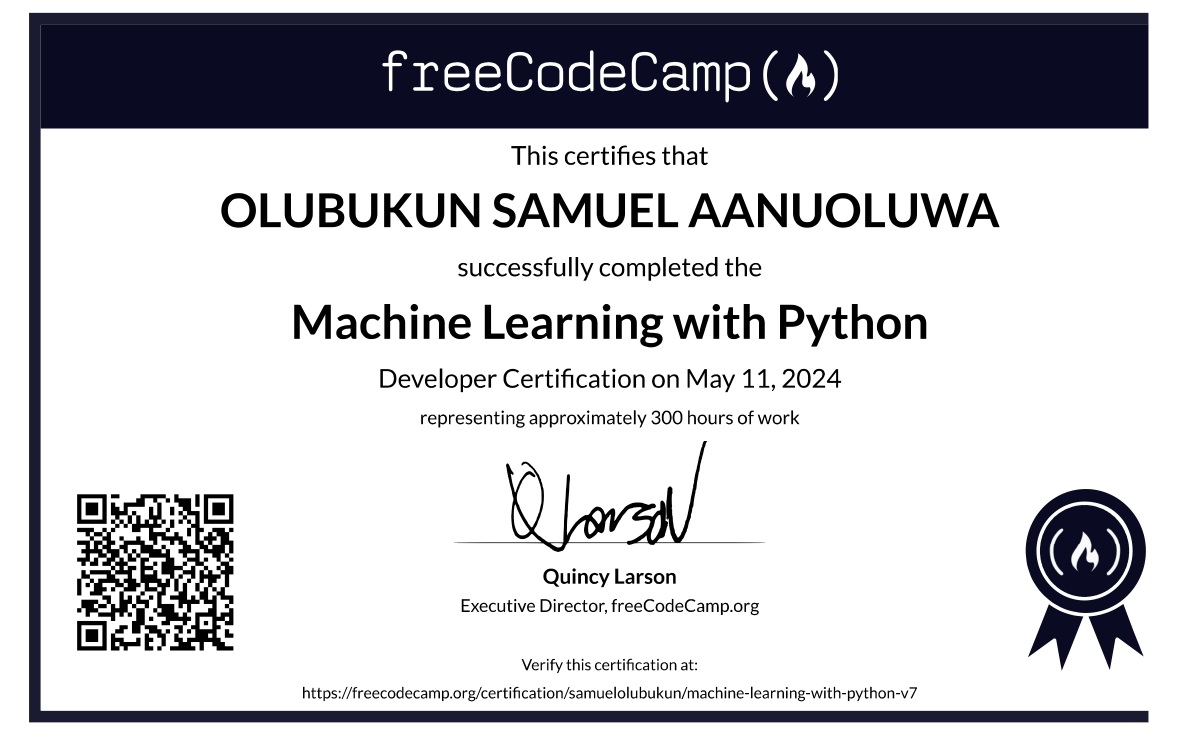 freeCodeCamp
This certifies that
OLUBUKUN SAMUEL AANUOLUWA
successfully completed the
Machine Learning with Python
Developer Certification on May 11, 2024
representing approximately 300 hours of work
Q Larson
Quincy Larson
Executive Director, freeCodeCamp.org
Verify this certification at:
https://freecodecamp.org/certification/samuelolubukun/machine-learning-with-python-v7